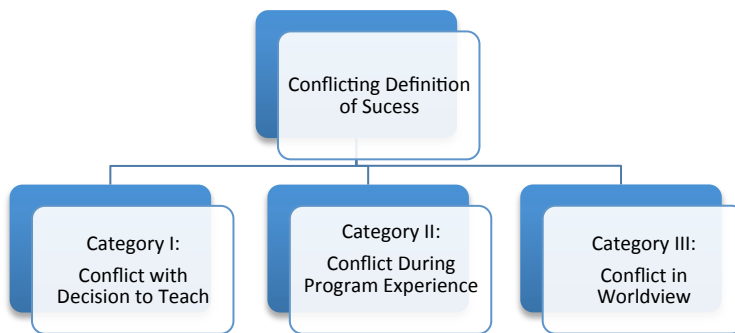 Conflicting Definition
of Sucess
Category I:
Conflict with
Decision to Teach
Category II:
Conflict During
Program Experience
Category III:
Conflict in
Worldview